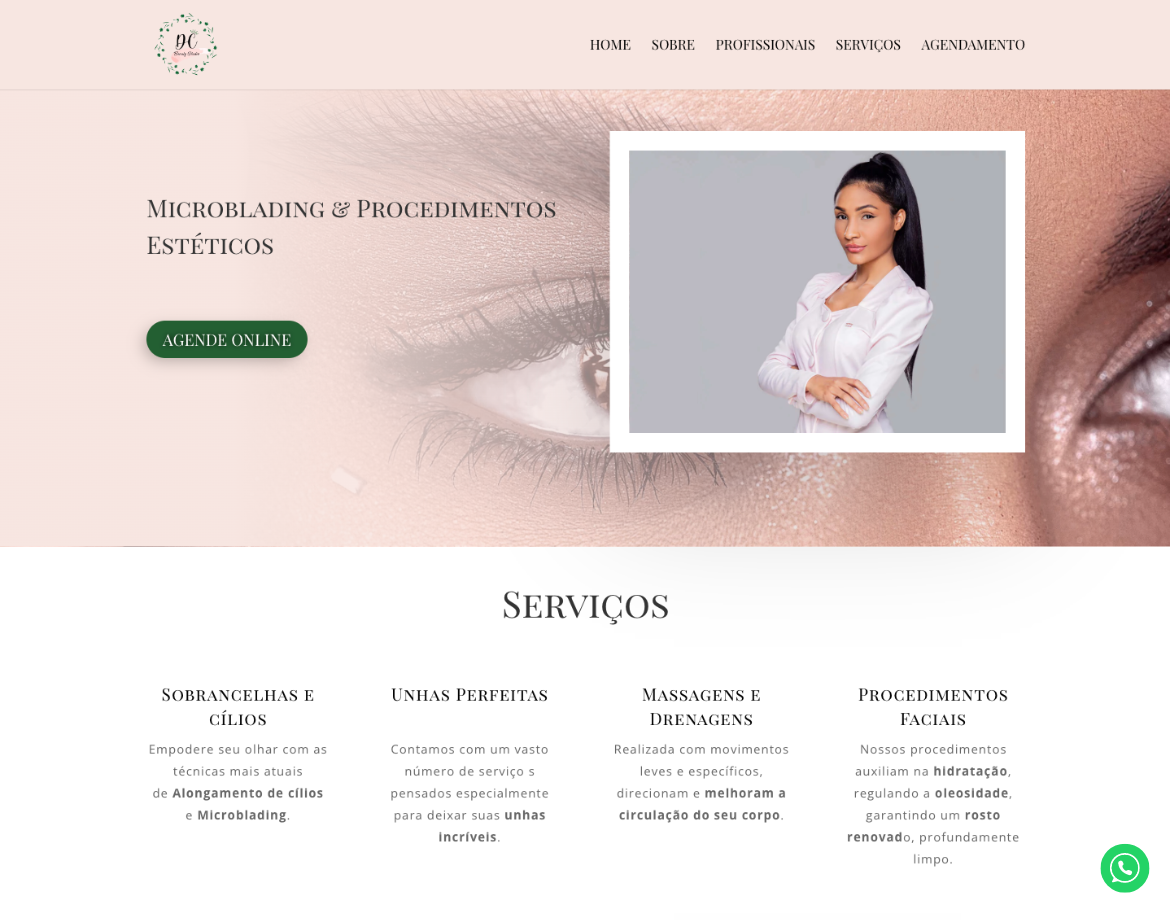 DC
Beauty Studio
HOME SOBRE PROFISSIONAIS SERVIÇOS AGENDAMENTO
Microblading & Procedimentos
Estéticos
AGENDE ONLINE
Serviços
Sobrancelhas e
cílios
Empodere seu olhar com as
técnicas mais atuais
de Alongamento de cílios
e Microblading.
Unhas Perfeitas
Contamos com um vasto
número de serviço s
pensados especialmente
para deixar suas unhas
incríveis.
Massagens e
Drenagens
Realizada com movimentos
leves e específicos,
direcionam e melhoram a
circulação do seu corpo.
Procedimentos
Faciais
Nossos procedimentos
auxiliam na hidratação,
regulando a oleosidade,
garantindo um rosto
renovado, profundamente
limpo.